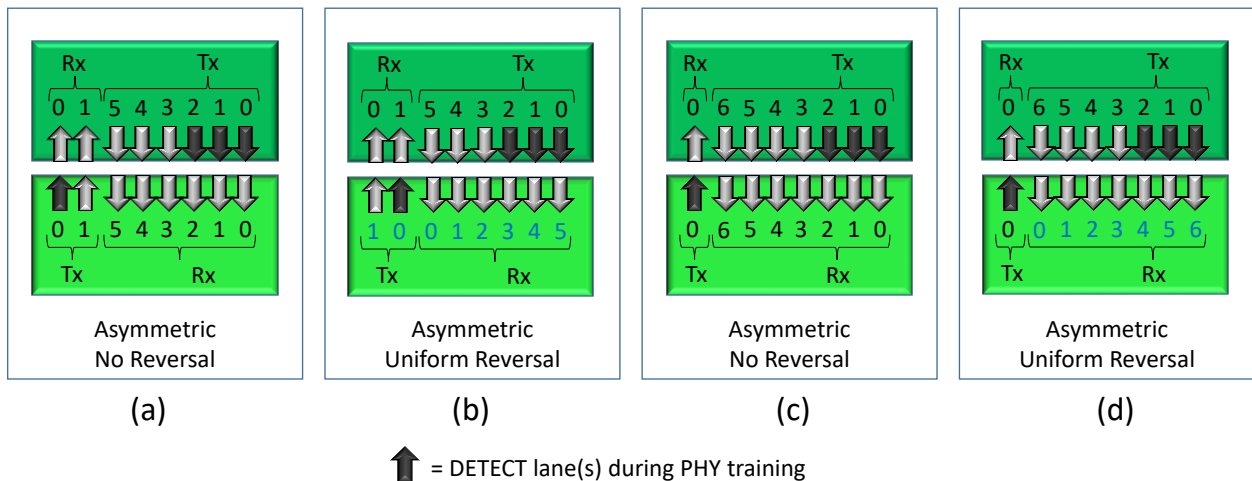 Rx Tx
0 1 5 4 3 2 1 0
0 1 5 4 3 2 1 0
Tx Rx
Asymmetric
No Reversal
(a)
Rx Tx
0 1 5 4 3 2 1 0
1 0 0 1 2 3 4 5
Tx Rx
Asymmetric
Uniform Reversal
(b)
Rx Tx
0 6 5 4 3 2 1 0
0 6 5 4 3 2 1 0
Tx Rx
Asymmetric
No Reversal
(c)
Rx Tx
0 6 5 4 3 2 1 0
0 0 1 2 3 4 5 6
Tx Rx
Asymmetric
Uniform Reversal
(d)
= DETECT lane(s) during PHY training